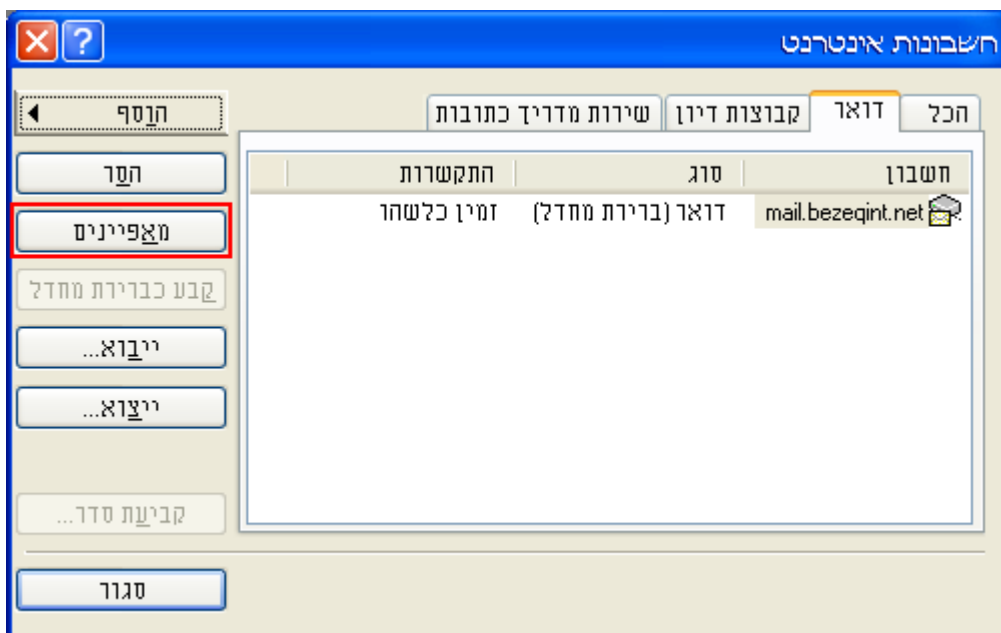 חשבונות אינטרנט
הכל דואר קבוצות דיון שירות מדריך כתובות
חשבון סוג התקשרות
mail.bezeqint.net דואר (ברירת מחדל) זמין כלשהו
הוסף
הסר
מאפיינים
קבע כברירת מחדל
ייבוא...
ייצוא...
קביעת סדר...
סגור